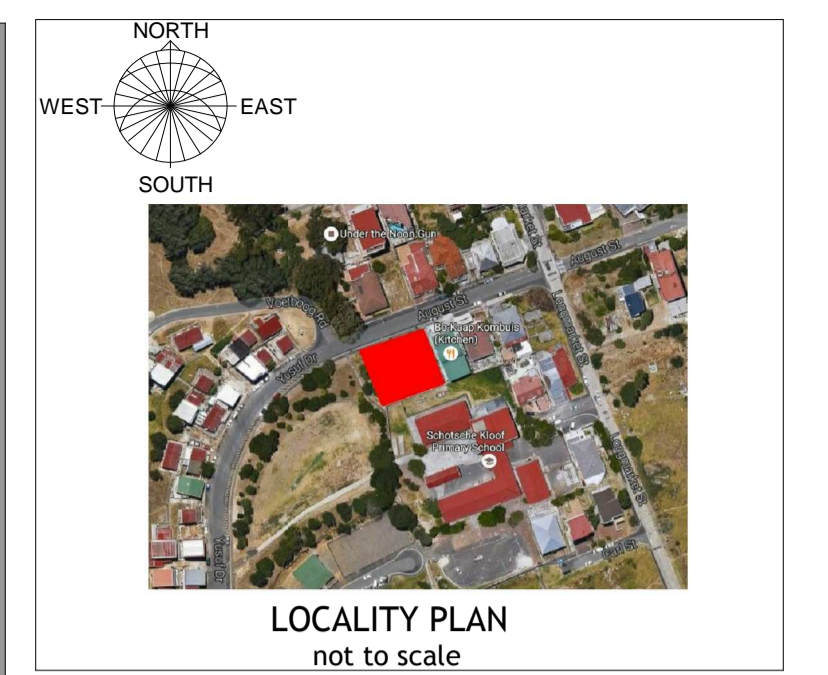 NORTH
WEST
EAST
SOUTH
Under the Noon Gun
August St
Voetboog Rd
August St
Bo-Kaap Kombuis
(Kitchen)
Yusuf Dr
Longmarket St
Schotsche Kloof
Primary School
Longmarket St
Yusuf Dr
Carl St
LOCALITY PLAN
not to scale